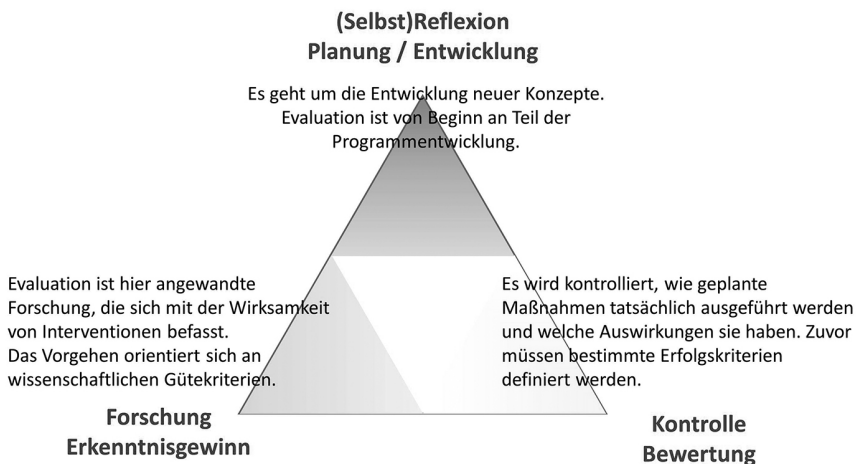 (Selbst)Reflexion
Planung / Entwicklung
Es geht um die Entwicklung neuer Konzepte.
Evaluation ist von Beginn an Teil der
Programmentwicklung.
Evaluation ist hier angewandte
Forschung, die sich mit der Wirksamkeit
von Interventionen befasst.
Das Vorgehen orientiert sich an
wissenschaftlichen Gütekriterien.
Es wird kontrolliert, wie geplante
Maßnahmen tatsächlich ausgeführt werden
und welche Auswirkungen sie haben. Zuvor
müssen bestimmte Erfolgskriterien
definiert werden.
Forschung
Erkenntnisgewinn
Kontrolle
Bewertung